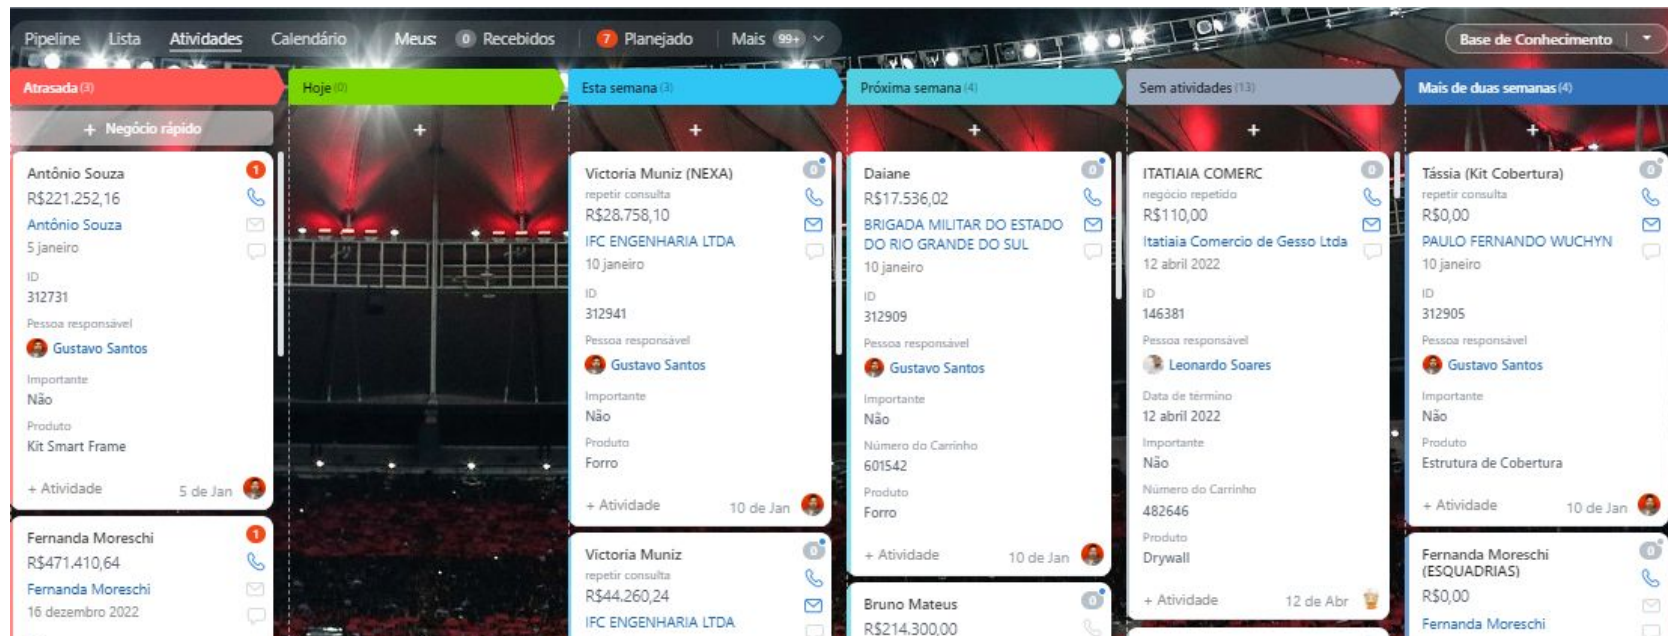 Pipeline Lista Atividades Calendário Meus: 0 Recebidos 7 Planejado Mais 99+
Base de Conhecimento
Atrasada (3)
+ Negócio rápido
Antônio Souza 1
R$221.252,16
Antônio Souza
5 janeiro
ID
312731
Pessoa responsável
Gustavo Santos
Importante
Não
Produto
Kit Smart Frame
+ Atividade 5 de Jan
Fernanda Moreschi 1
R$471.410,64
Fernanda Moreschi
16 dezembro 2022
Hoje (0)
+
Esta semana (3)
+
Victoria Muniz (NEXA) 0
repetir consulta
R$28.758,10
IFC ENGENHARIA LTDA
10 janeiro
ID
312941
Pessoa responsável
Gustavo Santos
Importante
Não
Produto
Forro
+ Atividade 10 de Jan
Victoria Muniz 0
repetir consulta
R$44.260,24
IFC ENGENHARIA LTDA
Próxima semana (4)
+
Daiane 0
R$17.536,02
BRIGADA MILITAR DO ESTADO
DO RIO GRANDE DO SUL
10 janeiro
ID
312909
Pessoa responsável
Gustavo Santos
Importante
Não
Número do Carrinho
601542
Produto
Forro
+ Atividade 10 de Jan
Bruno Mateus 0
R$214.300,00
Sem atividades (13)
+
ITATIAIA COMERC 0
negócio repetido
R$110,00
Itatiaia Comercio de Gesso Ltda
12 abril 2022
ID
146381
Pessoa responsável
Leonardo Soares
Data de término
12 abril 2022
Importante
Não
Número do Carrinho
482646
Produto
Drywall
+ Atividade 12 de Abr
Mais de duas semanas (4)
+
Tássia (Kit Cobertura) 0
repetir consulta
R$0,00
PAULO FERNANDO WUCHYN
10 janeiro
ID
312905
Pessoa responsável
Gustavo Santos
Importante
Não
Produto
Estrutura de Cobertura
+ Atividade 10 de Jan
Fernanda Moreschi 0
(ESQUADRIAS)
R$0,00
Fernanda Moreschi